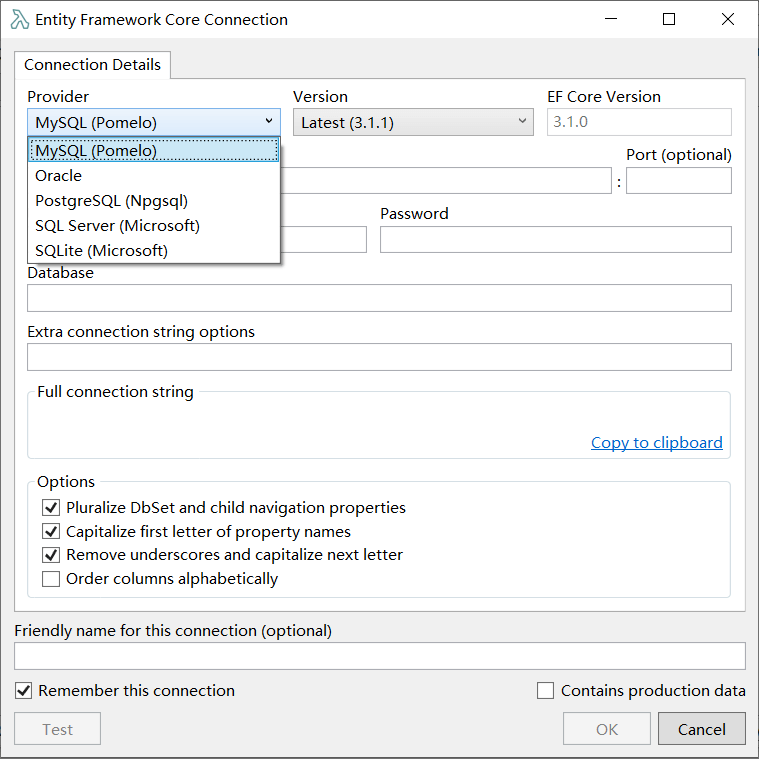 Entity Framework Core Connection
Connection Details
Provider
Version
EF Core Version
MySQL (Pomelo)
Latest (3.1.1)
3.1.0
MySQL (Pomelo)
Oracle
PostgreSQL (Npgsql)
SQL Server (Microsoft)
SQLite (Microsoft)
Port (optional)
:
Password
Database
Extra connection string options
Full connection string
Copy to clipboard
Options
Pluralize DbSet and child navigation properties
Capitalize first letter of property names
Remove underscores and capitalize next letter
Order columns alphabetically
Friendly name for this connection (optional)
Remember this connection
Contains production data
Test
OK
Cancel